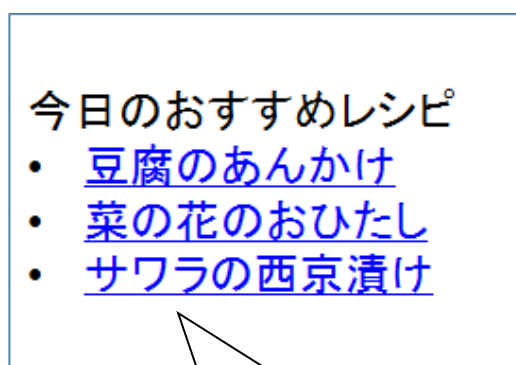 今日のおすすめレシピ
• 豆腐のあんかけ
• 菜の花のおひたし
• サワラの西京漬け